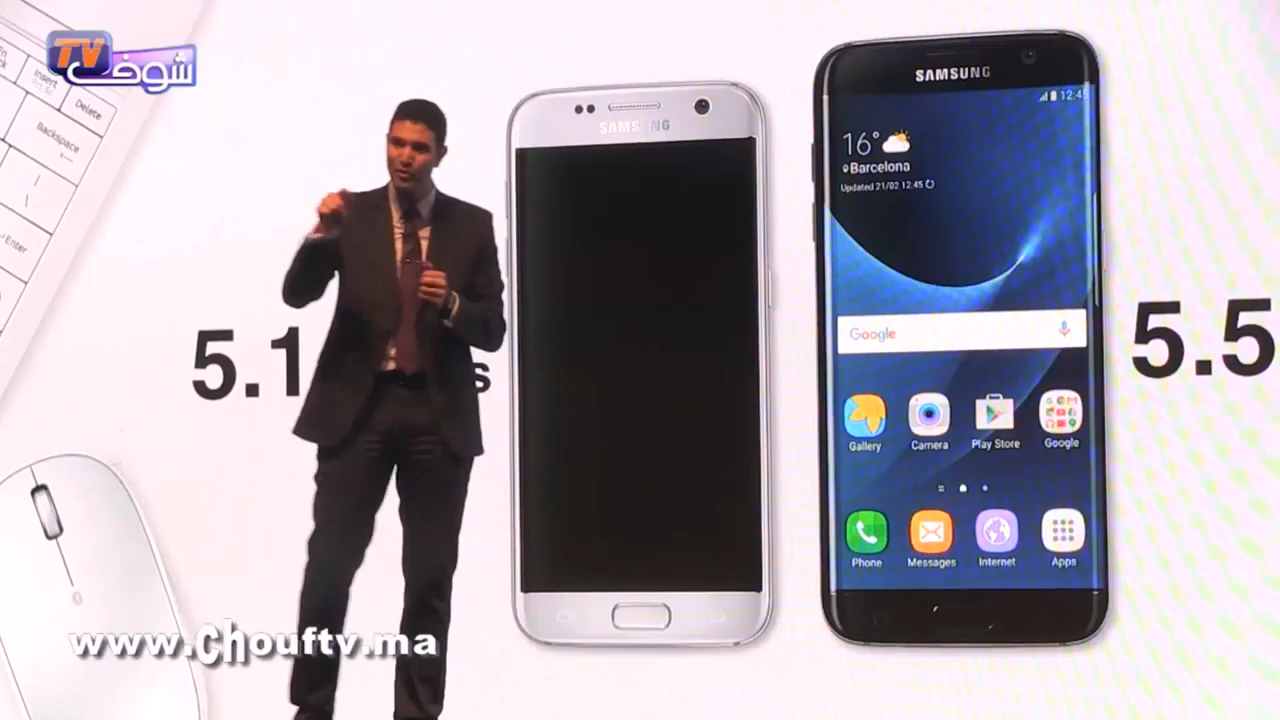 TV
شوف
Insert
Delete
Backspace
Enter
5.1
s
SAMSUNG
SAMSUNG
12:45
16°
Barcelona
Updated 21/02 12:45
Google
Gallery
Camera
Play Store
Google
Phone
Messages
Internet
Apps
5.5
www.chouftv.ma